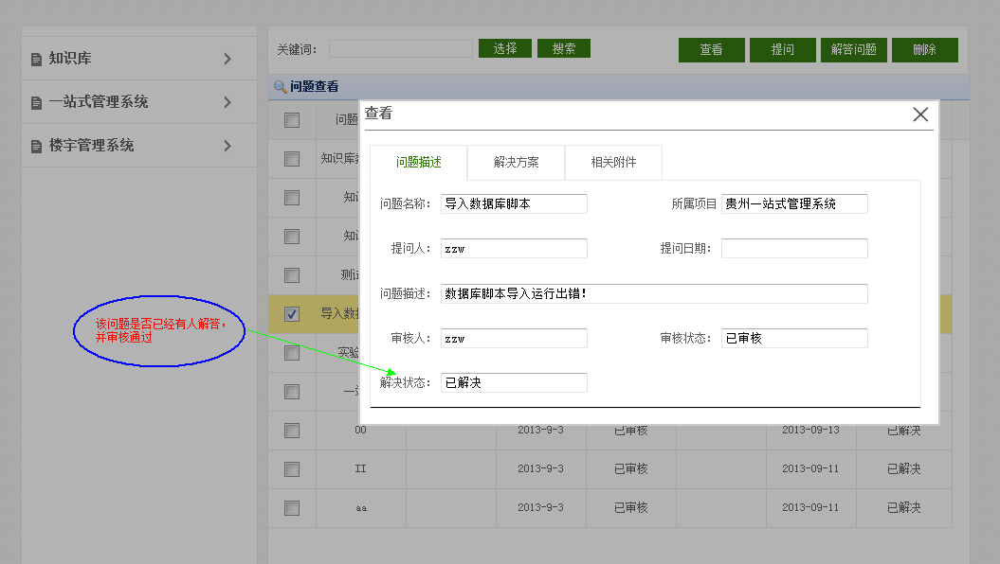 知识库
一站式管理系统
楼宇管理系统
关键词：
选择
搜索
查看
提问
解答问题
删除
问题查看
问题
知识库
知
知
测
导入数
实验
一
查看
问题描述
解决方案
相关附件
问题名称：
导入数据库脚本
所属项目
贵州一站式管理系统
提问人：
zzw
提问日期：
问题描述：
数据库脚本导入运行出错！
审核人：
zzw
审核状态：
已审核
解决状态：
已解决
该问题是否已经有人解答，
并审核通过
00 2013-9-3 已审核 2013-09-13 已解决
II 2013-9-3 已审核 2013-09-11 已解决
aa 2013-9-3 已审核 2013-09-11 已解决